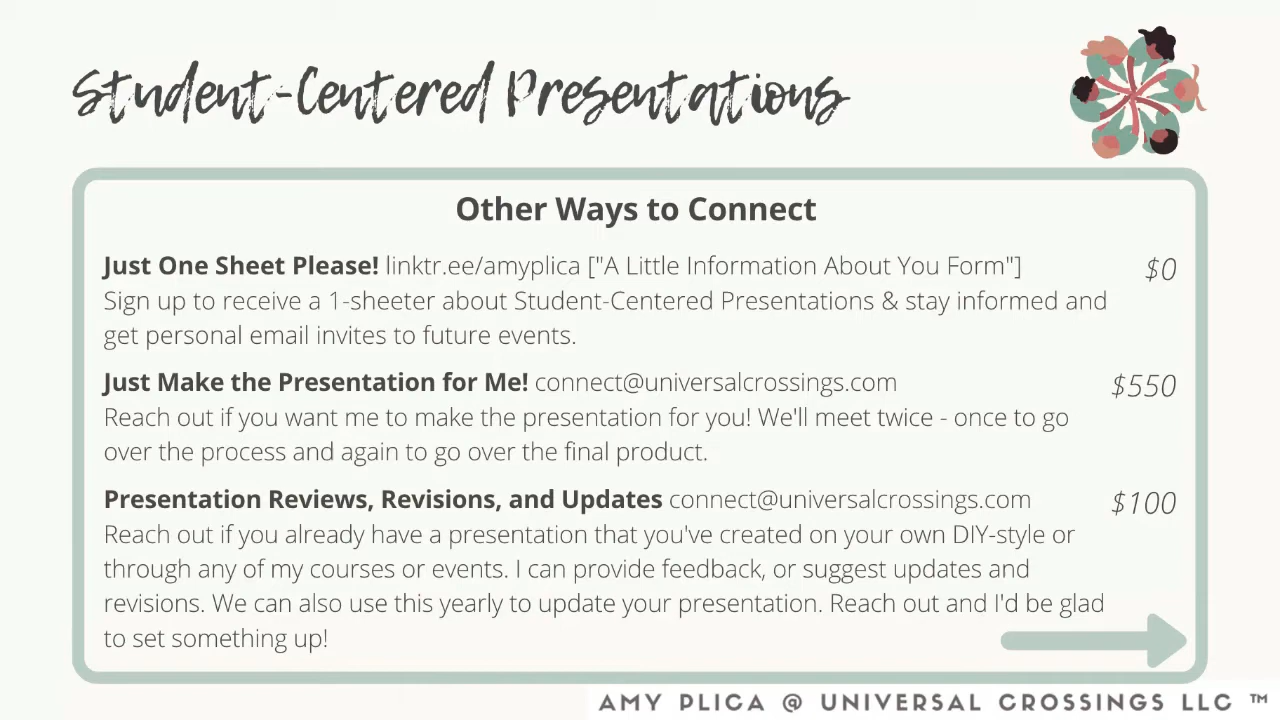 Student-Centered Presentations
Other Ways to Connect
Just One Sheet Please! linktr.ee/amyplica ["A Little Information About You Form"] $0
Sign up to receive a 1-sheeter about Student-Centered Presentations & stay informed and
get personal email invites to future events.
Just Make the Presentation for Me! connect@universalcrossings.com $550
Reach out if you want me to make the presentation for you! We'll meet twice - once to go
over the process and again to go over the final product.
Presentation Reviews, Revisions, and Updates connect@universalcrossings.com $100
Reach out if you already have a presentation that you've created on your own DIY-style or
through any of my courses or events. I can provide feedback, or suggest updates and
revisions. We can also use this yearly to update your presentation. Reach out and I'd be glad
to set something up!
AMY PLICA @ UNIVERSAL CROSSINGS LLC ™